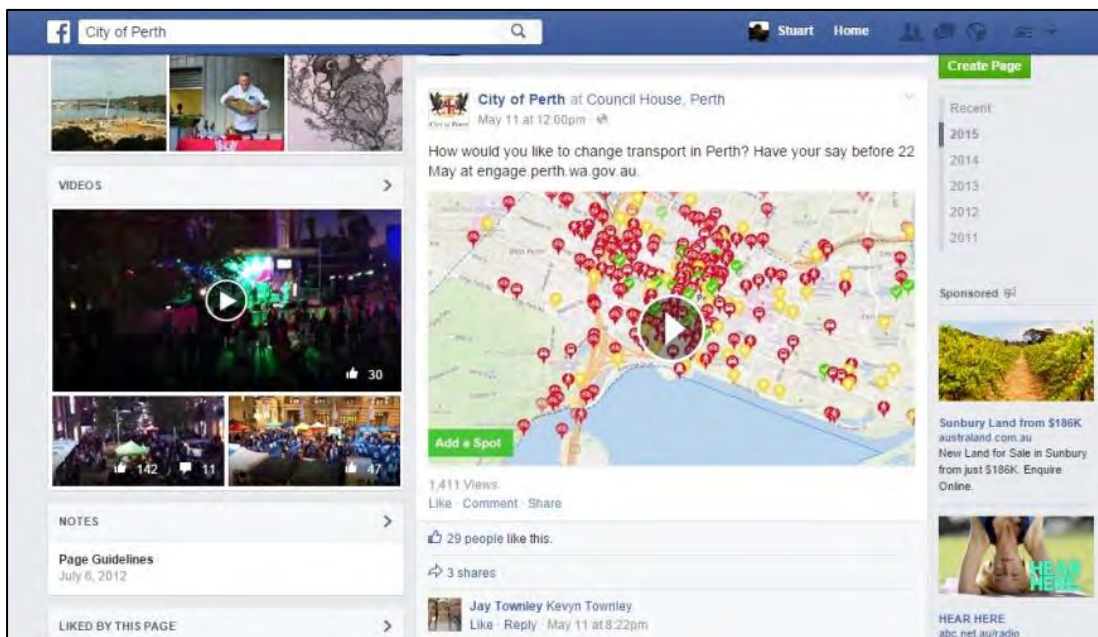 City of Perth
Stuart Home
Create Page
Recent
2015
2014
2013
2012
2011
VIDEOS
30
142 11
47
NOTES
Page Guidelines
July 6, 2012
LIKED BY THIS PAGE
City of Perth at Council House, Perth
May 11 at 12:00pm ·
How would you like to change transport in Perth? Have your say before 22
May at engage.perth.wa.gov.au.
West Perth
Add a Spot
1,411 Views
Like · Comment · Share
29 people like this.
3 shares
Jay Townley Kevyn Townley
Like · Reply · May 11 at 8:22pm
Sponsored
Sunbury Land from $186K
australand.com.au
New Land for Sale in Sunbury
from just $186K. Enquire
Online.
HEAR
HERE
HEAR HERE
abc.net.au/radio